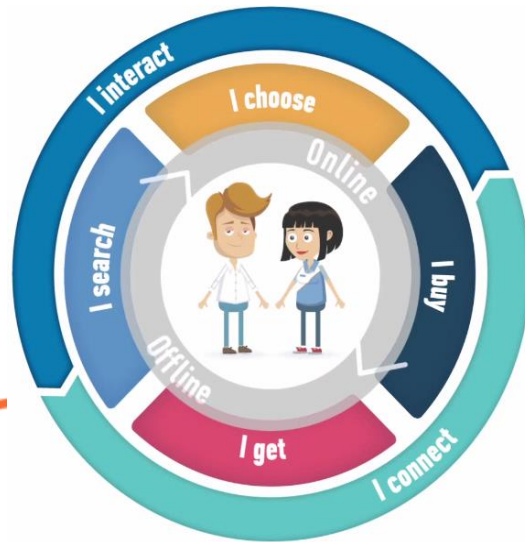 I interact
I choose
Online
I search
I buy
Offline
I get
I connect